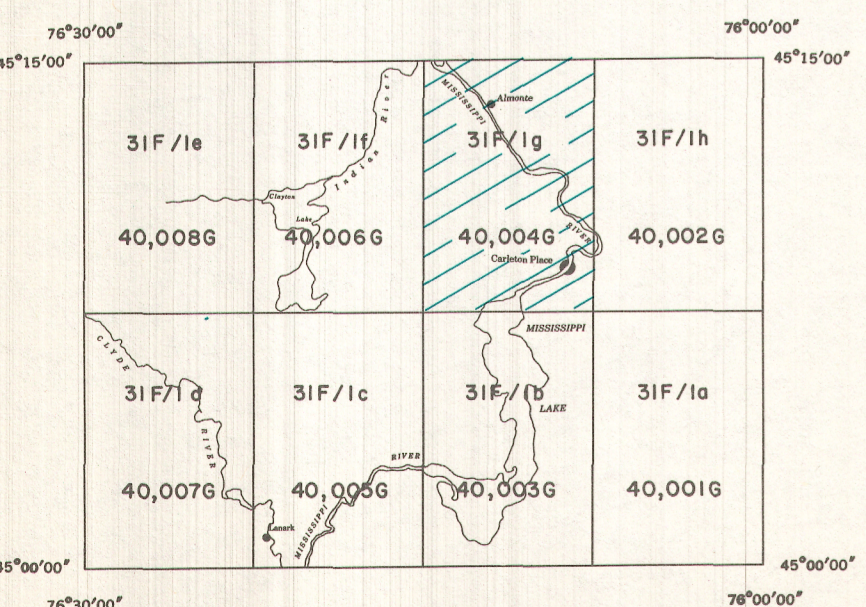 76°30′00″
76°00′00″
45°15′00″
45°15′00″
MISSISSIPPI
Almonte
31F/1e
31F/1f
31F/1g
31F/1h
Indian River
Clayton
Lake
40,008G
40,006G
40,004G
40,002G
RIVER
Carleton Place
CLYDE
MISSISSIPPI
31F/1d
31F/1c
31F/1b
31F/1a
LAKE
RIVER
RIVER
40,007G
40,005G
40,003G
40,001G
MISSISSIPPI
Lanark
45°00′00″
45°00′00″
76°30′00″
76°00′00″